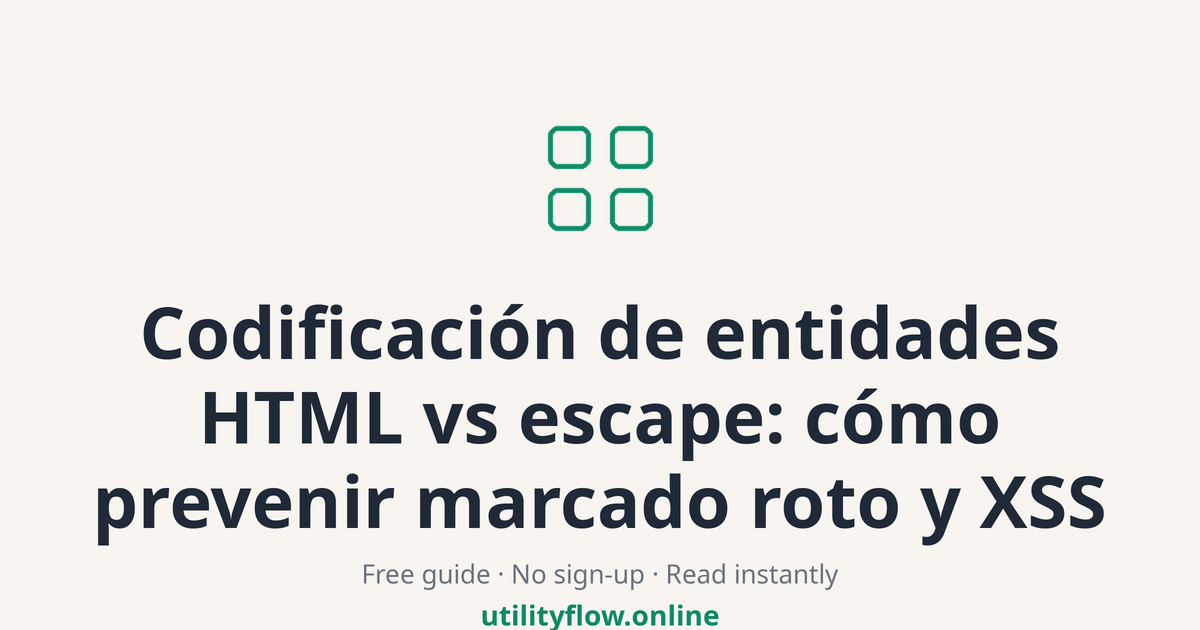 Codificación de entidades
HTML vs escape: cómo
prevenir marcado roto y XSS
Free guide · No sign-up · Read instantly
utilityflow.online